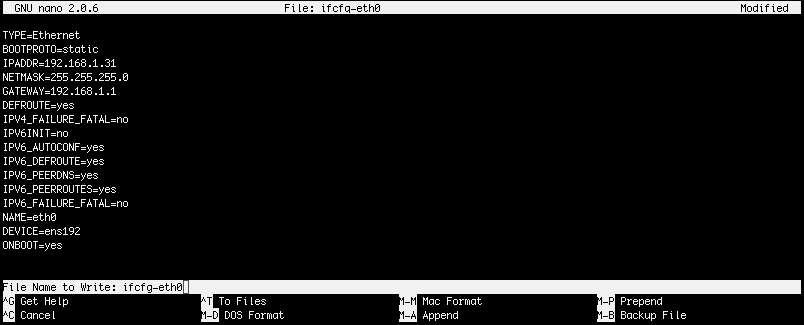 GNU nano 2.0.6 File: ifcfg-eth0 Modified
TYPE=Ethernet
BOOTPROTO=static
IPADDR=192.168.1.31
NETMASK=255.255.255.0
GATEWAY=192.168.1.1
DEFROUTE=yes
IPV4_FAILURE_FATAL=no
IPV6INIT=no
IPV6_AUTOCONF=yes
IPV6_DEFROUTE=yes
IPV6_PEERDNS=yes
IPV6_PEERROUTES=yes
IPV6_FAILURE_FATAL=no
NAME=eth0
DEVICE=ens192
ONBOOT=yes
File Name to Write: ifcfg-eth0
^G Get Help ^T To Files M-M Mac Format M-P Prepend
^C Cancel M-D DOS Format M-A Append M-B Backup File